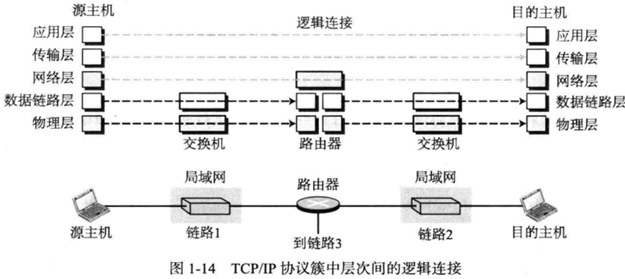 源主机
目的主机
逻辑连接
应用层
应用层
传输层
传输层
网络层
网络层
数据链路层
数据链路层
物理层
物理层
交换机
路由器
交换机
局域网
路由器
局域网
源主机
链路1
到链路3
链路2
目的主机
图 1-14 TCP/IP 协议簇中层次间的逻辑连接